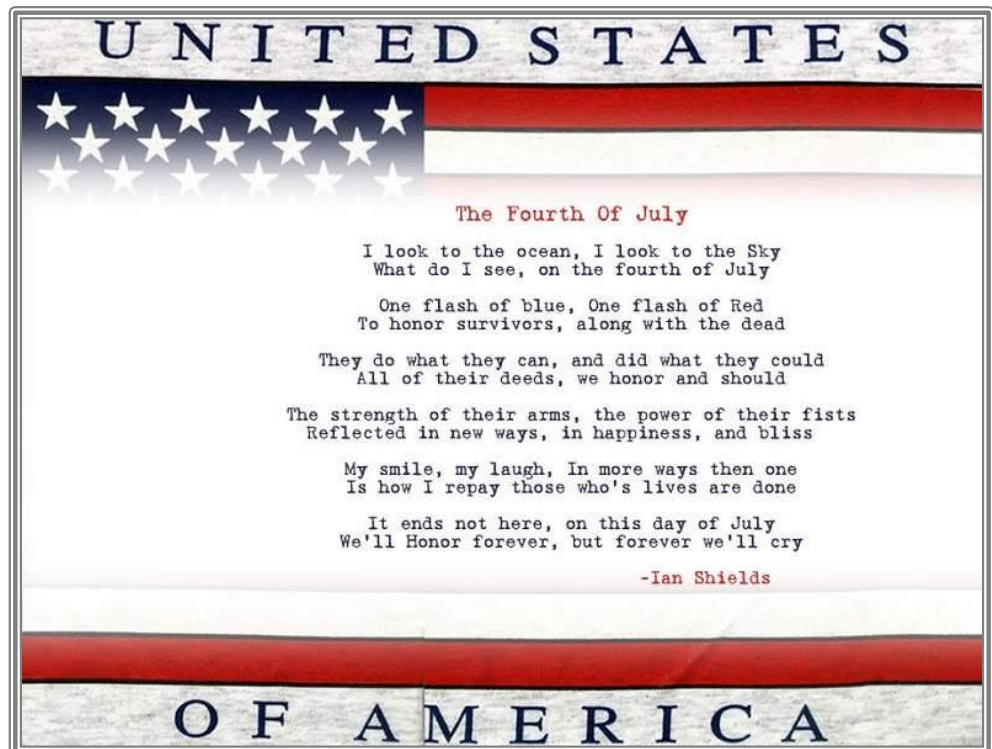 UNITED STATES
The Fourth Of July
I look to the ocean, I look to the Sky
What do I see, on the fourth of July
One flash of blue, One flash of Red
To honor survivors, along with the dead
They do what they can, and did what they could
All of their deeds, we honor and should
The strength of their arms, the power of their fists
Reflected in new ways, in happiness, and bliss
My smile, my laugh, In more ways then one
Is how I repay those who's lives are done
It ends not here, on this day of July
We'll Honor forever, but forever we'll cry
-Ian Shields
OF AMERICA